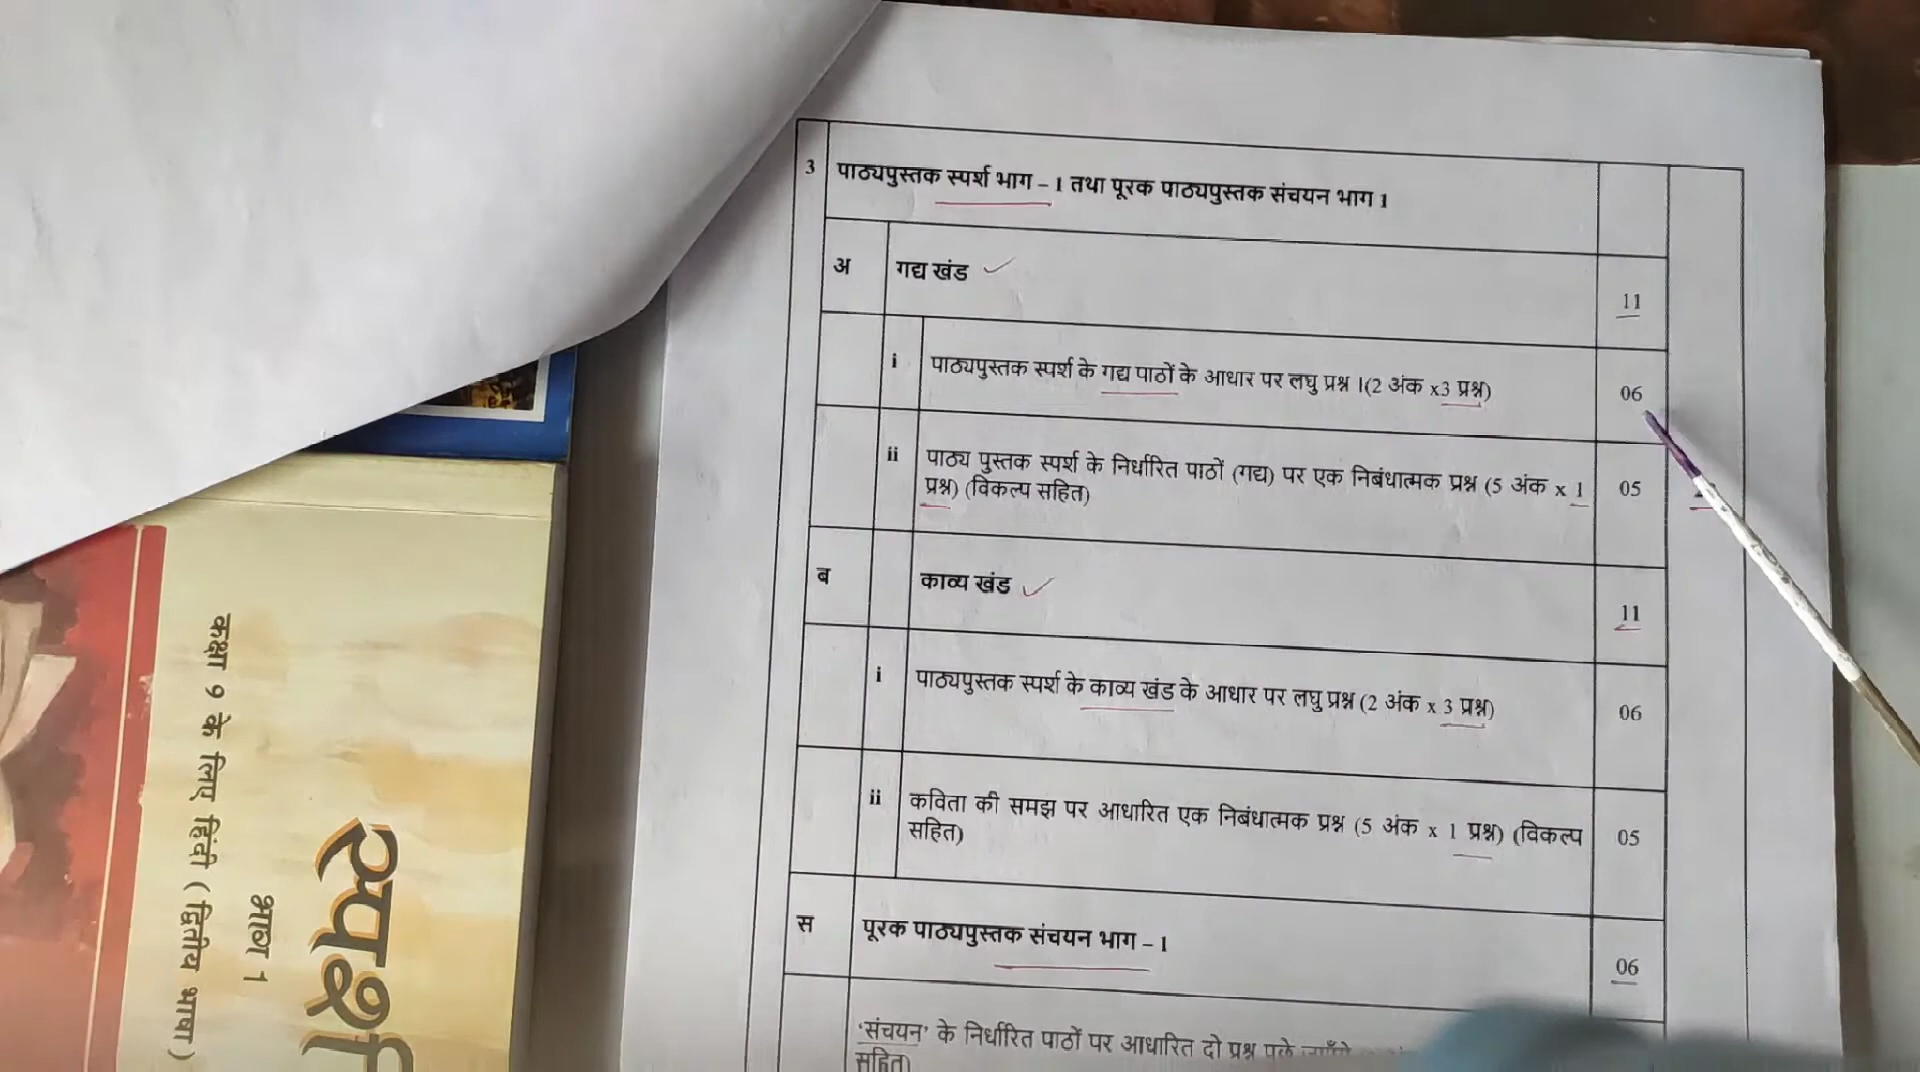 3 पाठ्यपुस्तक स्पर्श भाग – 1 तथा पूरक पाठ्यपुस्तक संचयन भाग 1
अ गद्य खंड 11
i पाठ्यपुस्तक स्पर्श के गद्य पाठों के आधार पर लघु प्रश्न ।(2 अंक x3 प्रश्न) 06
ii पाठ्य पुस्तक स्पर्श के निर्धारित पाठों (गद्य) पर एक निबंधात्मक प्रश्न (5 अंक x 1 05
प्रश्न) (विकल्प सहित)
ब काव्य खंड 11
i पाठ्यपुस्तक स्पर्श के काव्य खंड के आधार पर लघु प्रश्न (2 अंक x 3 प्रश्न) 06
ii कविता की समझ पर आधारित एक निबंधात्मक प्रश्न (5 अंक x 1 प्रश्न) (विकल्प 05
सहित)
स पूरक पाठ्यपुस्तक संचयन भाग – 1 06
'संचयन' के निर्धारित पाठों पर आधारित दो प्रश्न पूछे
सहित)
स्पर्श
भाग 1
कक्षा 9 के लिए हिंदी (द्वितीय भाषा)